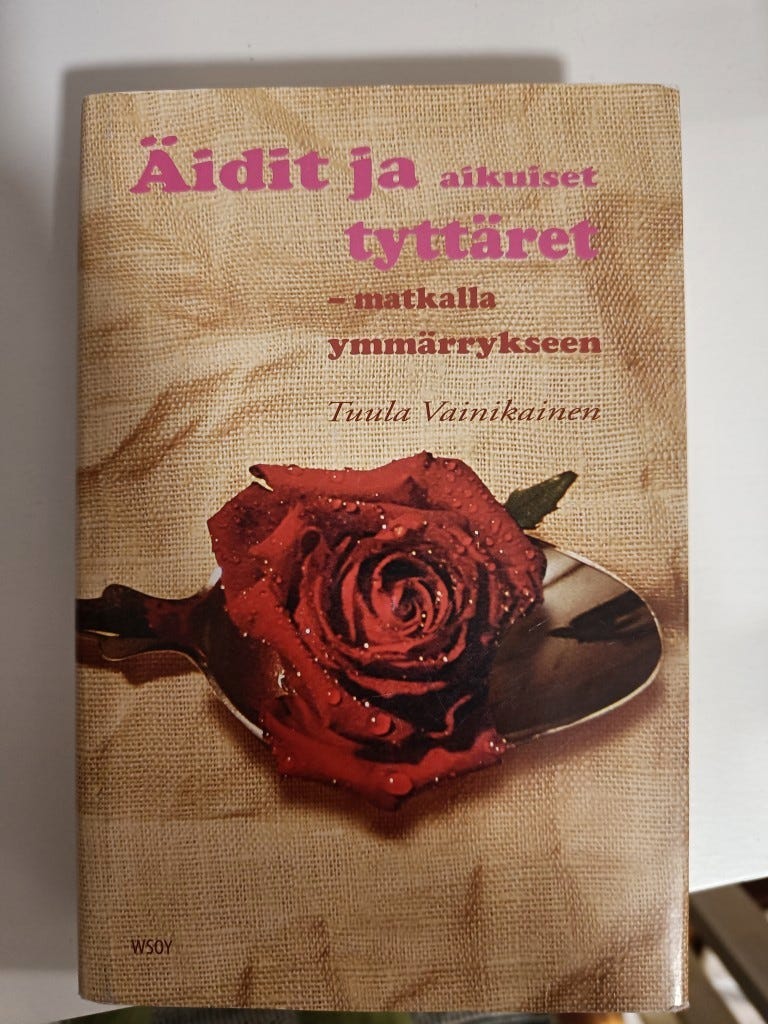 Äidit ja aikuiset
tyttäret
– matkalla
ymmärrykseen
Tuula Vainikainen
WSOY